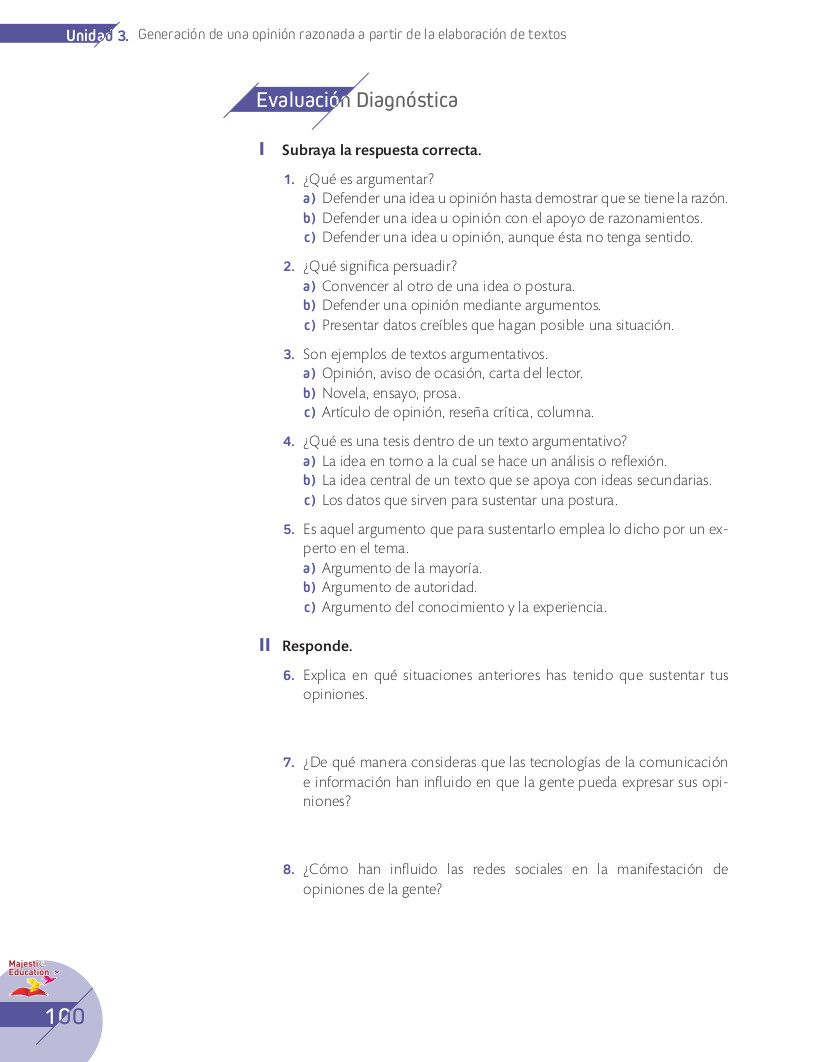 Unidad 3. Generación de una opinión razonada a partir de la elaboración de textos
Evaluación Diagnóstica
I Subraya la respuesta correcta.
1. ¿Qué es argumentar?
a) Defender una idea u opinión hasta demostrar que se tiene la razón.
b) Defender una idea u opinión con el apoyo de razonamientos.
c) Defender una idea u opinión, aunque ésta no tenga sentido.
2. ¿Qué significa persuadir?
a) Convencer al otro de una idea o postura.
b) Defender una opinión mediante argumentos.
c) Presentar datos creíbles que hagan posible una situación.
3. Son ejemplos de textos argumentativos.
a) Opinión, aviso de ocasión, carta del lector.
b) Novela, ensayo, prosa.
c) Artículo de opinión, reseña crítica, columna.
4. ¿Qué es una tesis dentro de un texto argumentativo?
a) La idea en torno a la cual se hace un análisis o reflexión.
b) La idea central de un texto que se apoya con ideas secundarias.
c) Los datos que sirven para sustentar una postura.
5. Es aquel argumento que para sustentarlo emplea lo dicho por un ex-
perto en el tema.
a) Argumento de la mayoría.
b) Argumento de autoridad.
c) Argumento del conocimiento y la experiencia.
II Responde.
6. Explica en qué situaciones anteriores has tenido que sustentar tus
opiniones.
7. ¿De qué manera consideras que las tecnologías de la comunicación
e información han influido en que la gente pueda expresar sus opi-
niones?
8. ¿Cómo han influido las redes sociales en la manifestación de
opiniones de la gente?
Majestic
Education
100